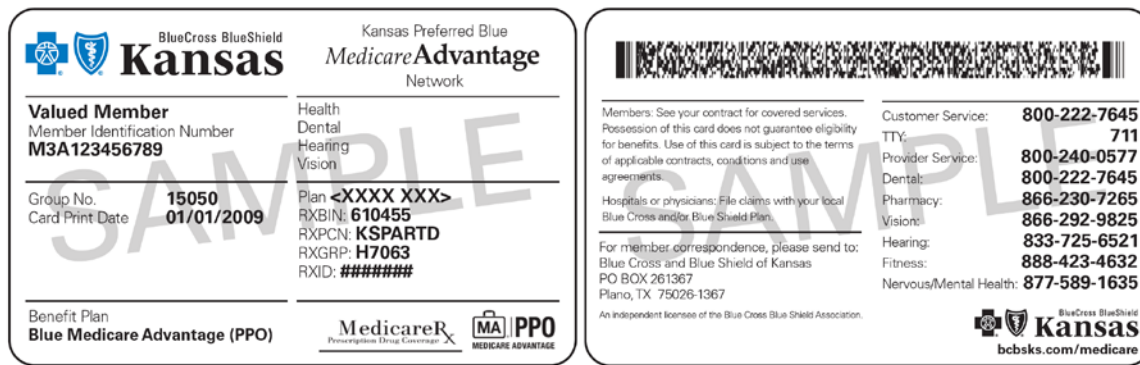 BlueCross BlueShield
Kansas
Kansas Preferred Blue
MedicareAdvantage
Network
Valued Member
Member Identification Number
M3A123456789
Health
Dental
Hearing
Vision
Group No. 15050
Card Print Date 01/01/2009
Plan <XXXX XXX>
RXBIN: 610455
RXPCN: KSPARTD
RXGRP: H7063
RXID: #######
SAMPLE
Benefit Plan
Blue Medicare Advantage (PPO)
MedicareRx
Prescription Drug Coverage
MA PPO
MEDICARE ADVANTAGE
Members: See your contract for covered services.
Possession of this card does not guarantee eligibility
for benefits. Use of this card is subject to the terms
of applicable contracts, conditions and use
agreements.
Hospitals or physicians: File claims with your local
Blue Cross and/or Blue Shield Plan.
For member correspondence, please send to:
Blue Cross and Blue Shield of Kansas
PO BOX 261367
Plano, TX 75026-1367
An independent licensee of the Blue Cross Blue Shield Association.
Customer Service: 800-222-7645
TTY: 711
Provider Service: 800-240-0577
Dental: 800-222-7645
Pharmacy: 866-230-7265
Vision: 866-292-9825
Hearing: 833-725-6521
Fitness: 888-423-4632
Nervous/Mental Health: 877-589-1635
SAMPLE
BlueCross BlueShield
Kansas
bcbsks.com/medicare